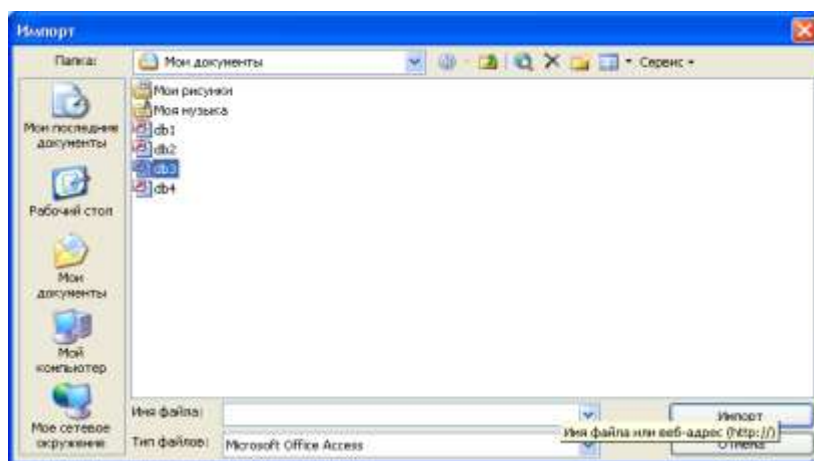 Импорт
Папка:
Мои документы
Сервис
Мои рисунки
Моя музыка
db1
db2
db3
db4
Мои последние
документы
Рабочий стол
Мои
документы
Мой
компьютер
Мое сетевое
окружение
Имя файла:
Импорт
Имя файла или веб-адрес (http://)
Тип файлов:
Microsoft Office Access
Отмена